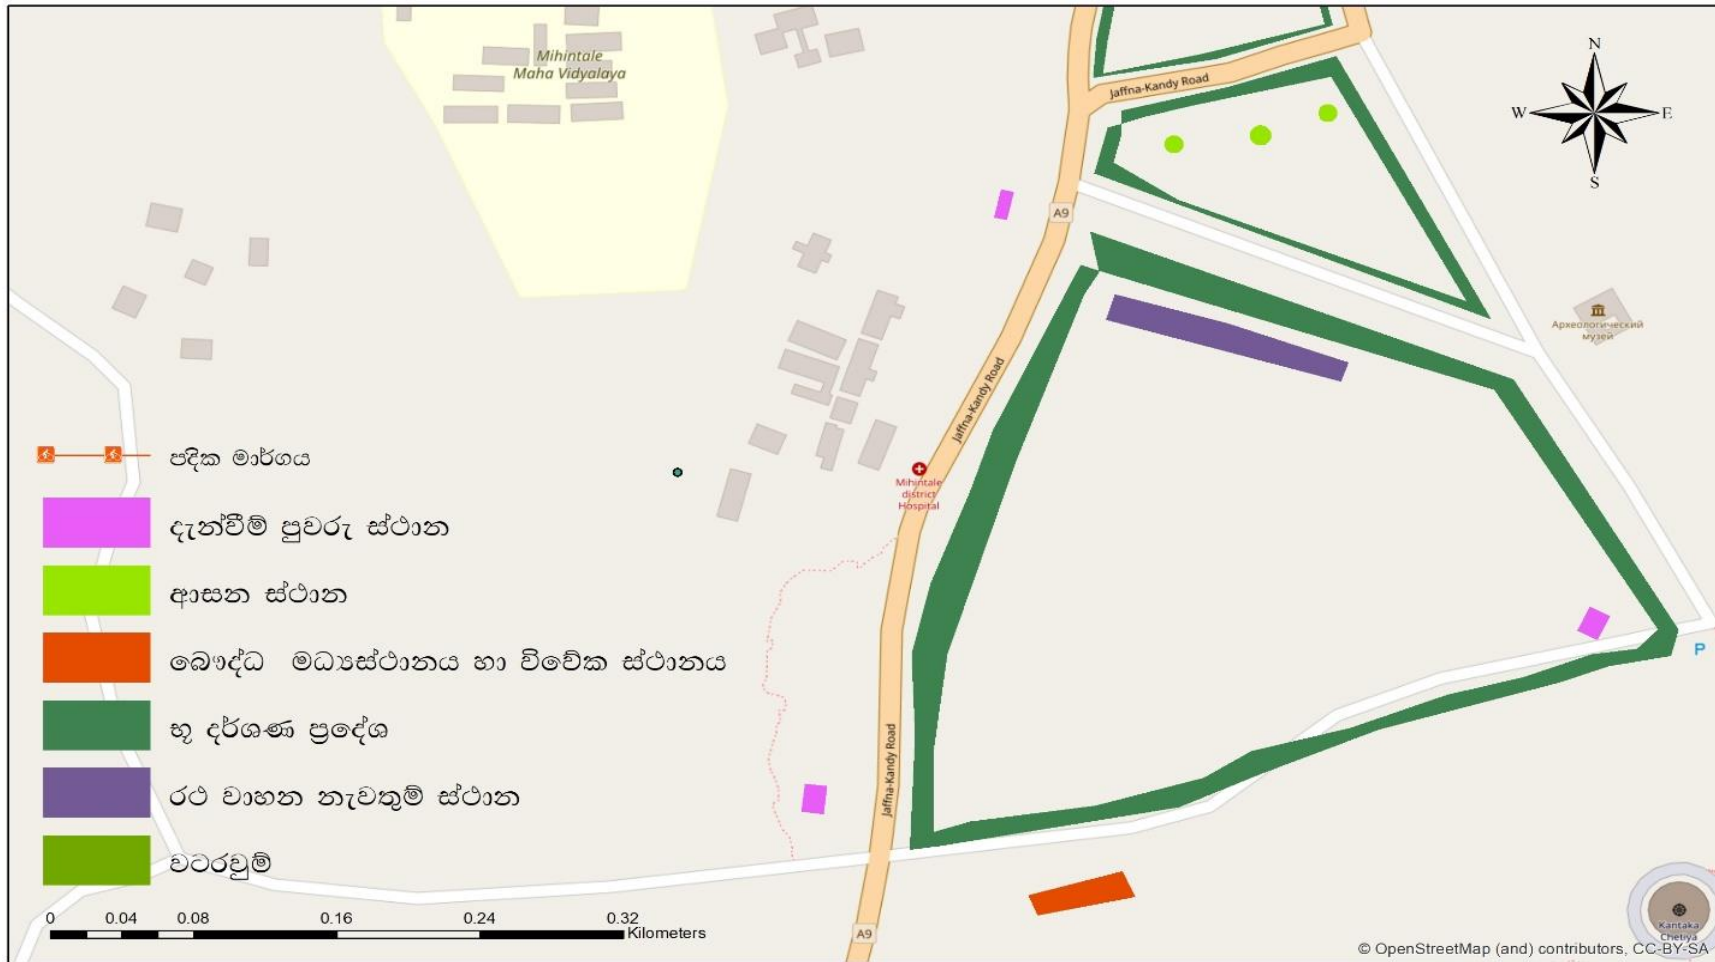 Mihintale
Maha Vidyalaya
Jaffna-Kandy Road
N
W
E
S
A9
Археологический
музей
Jaffna-Kandy Road
Mihintale
district
Hospital
පදික මාර්ගය
දැන්වීම් පුවරු ස්ථාන
ආසන ස්ථාන
බෞද්ධ මධ්‍යස්ථානය හා විවේක ස්ථානය
භූ දර්ශණ ප්‍රදේශ
රථ වාහන නැවතුම් ස්ථාන
වටරවුම්
P
Jaffna-Kandy Road
0 0.04 0.08 0.16 0.24 0.32
Kilometers
A9
Kantaka
Chetiya
© OpenStreetMap (and) contributors, CC-BY-SA